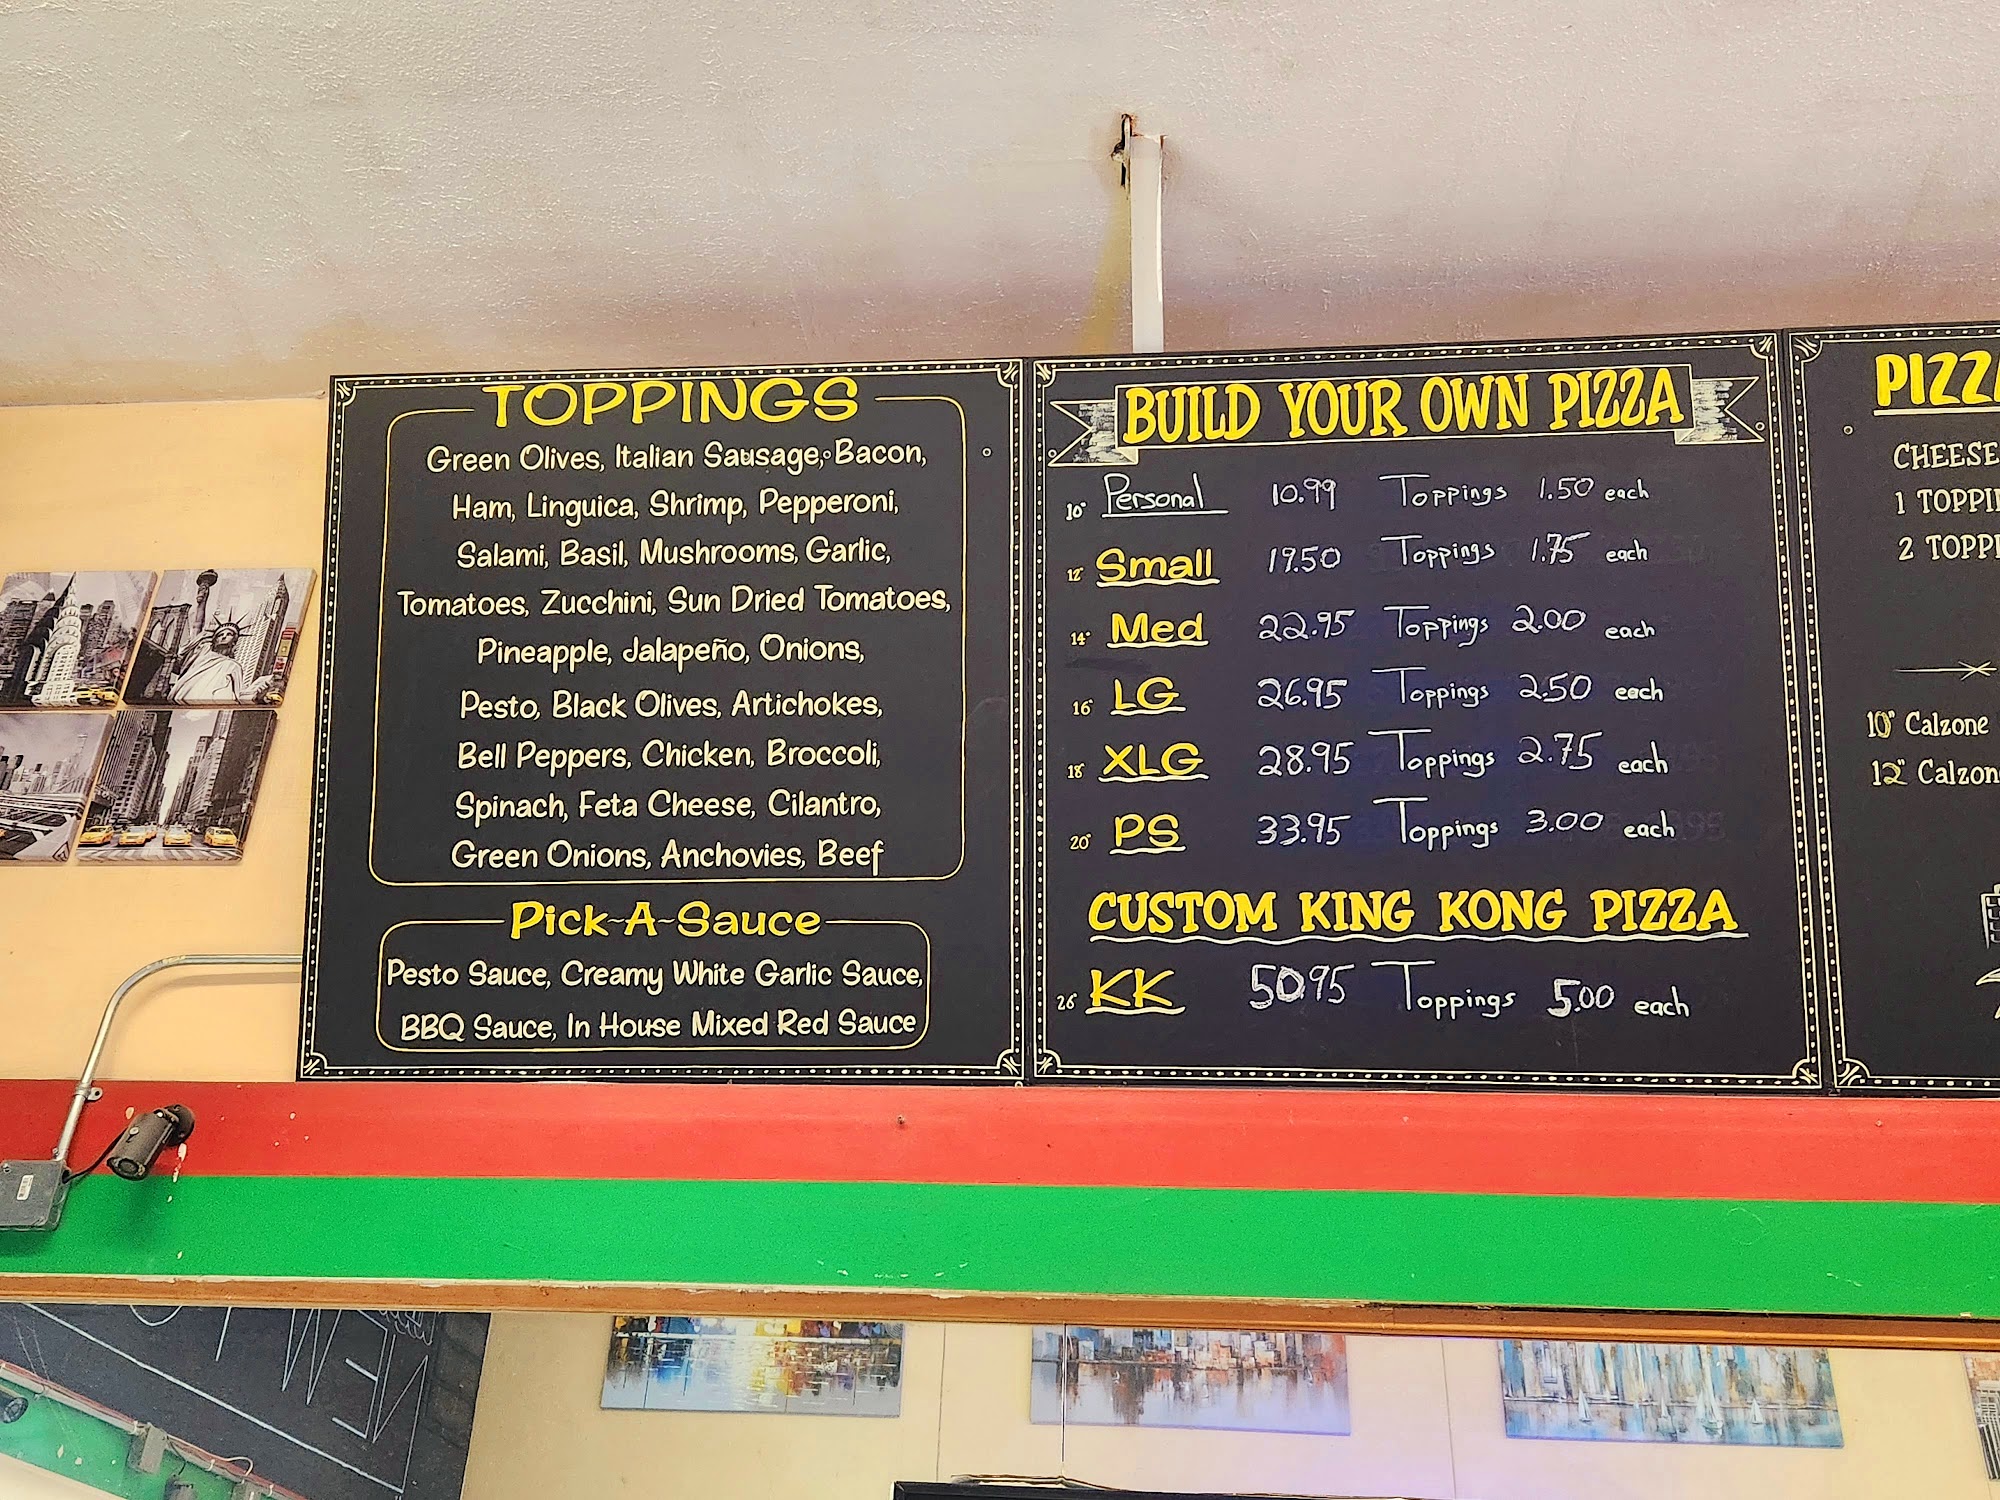 TOPPINGS
Green Olives, Italian Sausage, Bacon,
Ham, Linguica, Shrimp, Pepperoni,
Salami, Basil, Mushrooms, Garlic,
Tomatoes, Zucchini, Sun Dried Tomatoes,
Pineapple, Jalapeño, Onions,
Pesto, Black Olives, Artichokes,
Bell Peppers, Chicken, Broccoli,
Spinach, Feta Cheese, Cilantro,
Green Onions, Anchovies, Beef
Pick-A-Sauce
Pesto Sauce, Creamy White Garlic Sauce,
BBQ Sauce, In House Mixed Red Sauce
BUILD YOUR OWN PIZZA
10" Personal 10.99 Toppings 1.50 each
12" Small 19.50 Toppings 1.75 each
14" Med 22.95 Toppings 2.00 each
16" LG 26.95 Toppings 2.50 each
18" XLG 28.95 Toppings 2.75 each
20" PS 33.95 Toppings 3.00 each
CUSTOM KING KONG PIZZA
26" KK 50.95 Toppings 5.00 each
PIZZA
CHEESE
1 TOPPIN
2 TOPPI
10" Calzone
12" Calzon